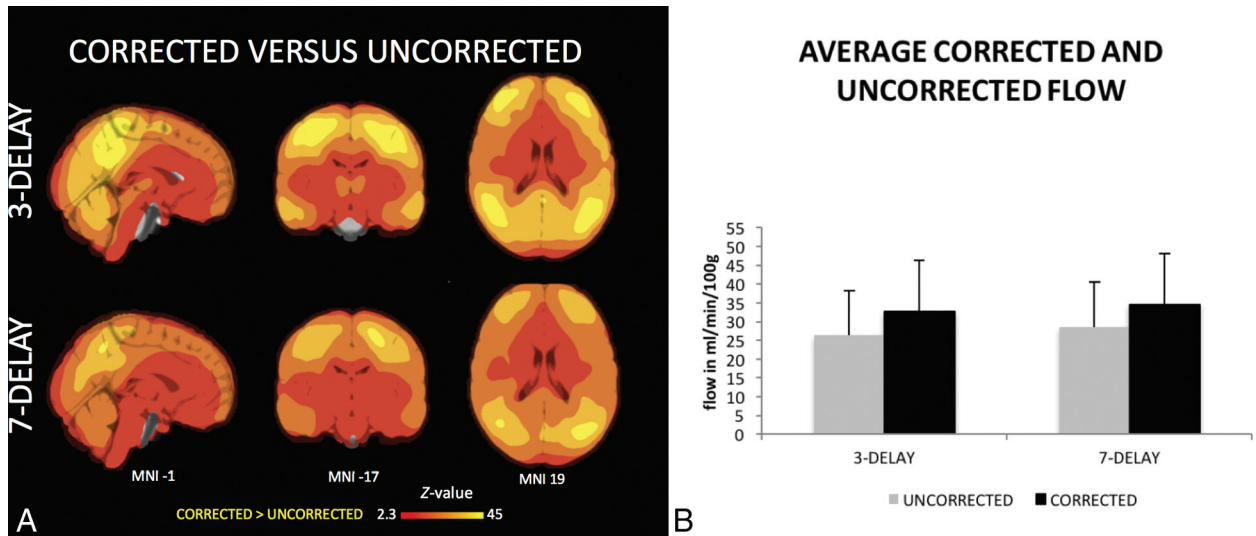 CORRECTED VERSUS UNCORRECTED
3-DELAY
7-DELAY
MNI -1
MNI -17
MNI 19
Z-value
CORRECTED > UNCORRECTED 2.3 45
A
AVERAGE CORRECTED AND
UNCORRECTED FLOW
flow in ml/min/100g
55
50
45
40
35
30
25
20
15
10
5
0
3-DELAY
7-DELAY
UNCORRECTED CORRECTED
B